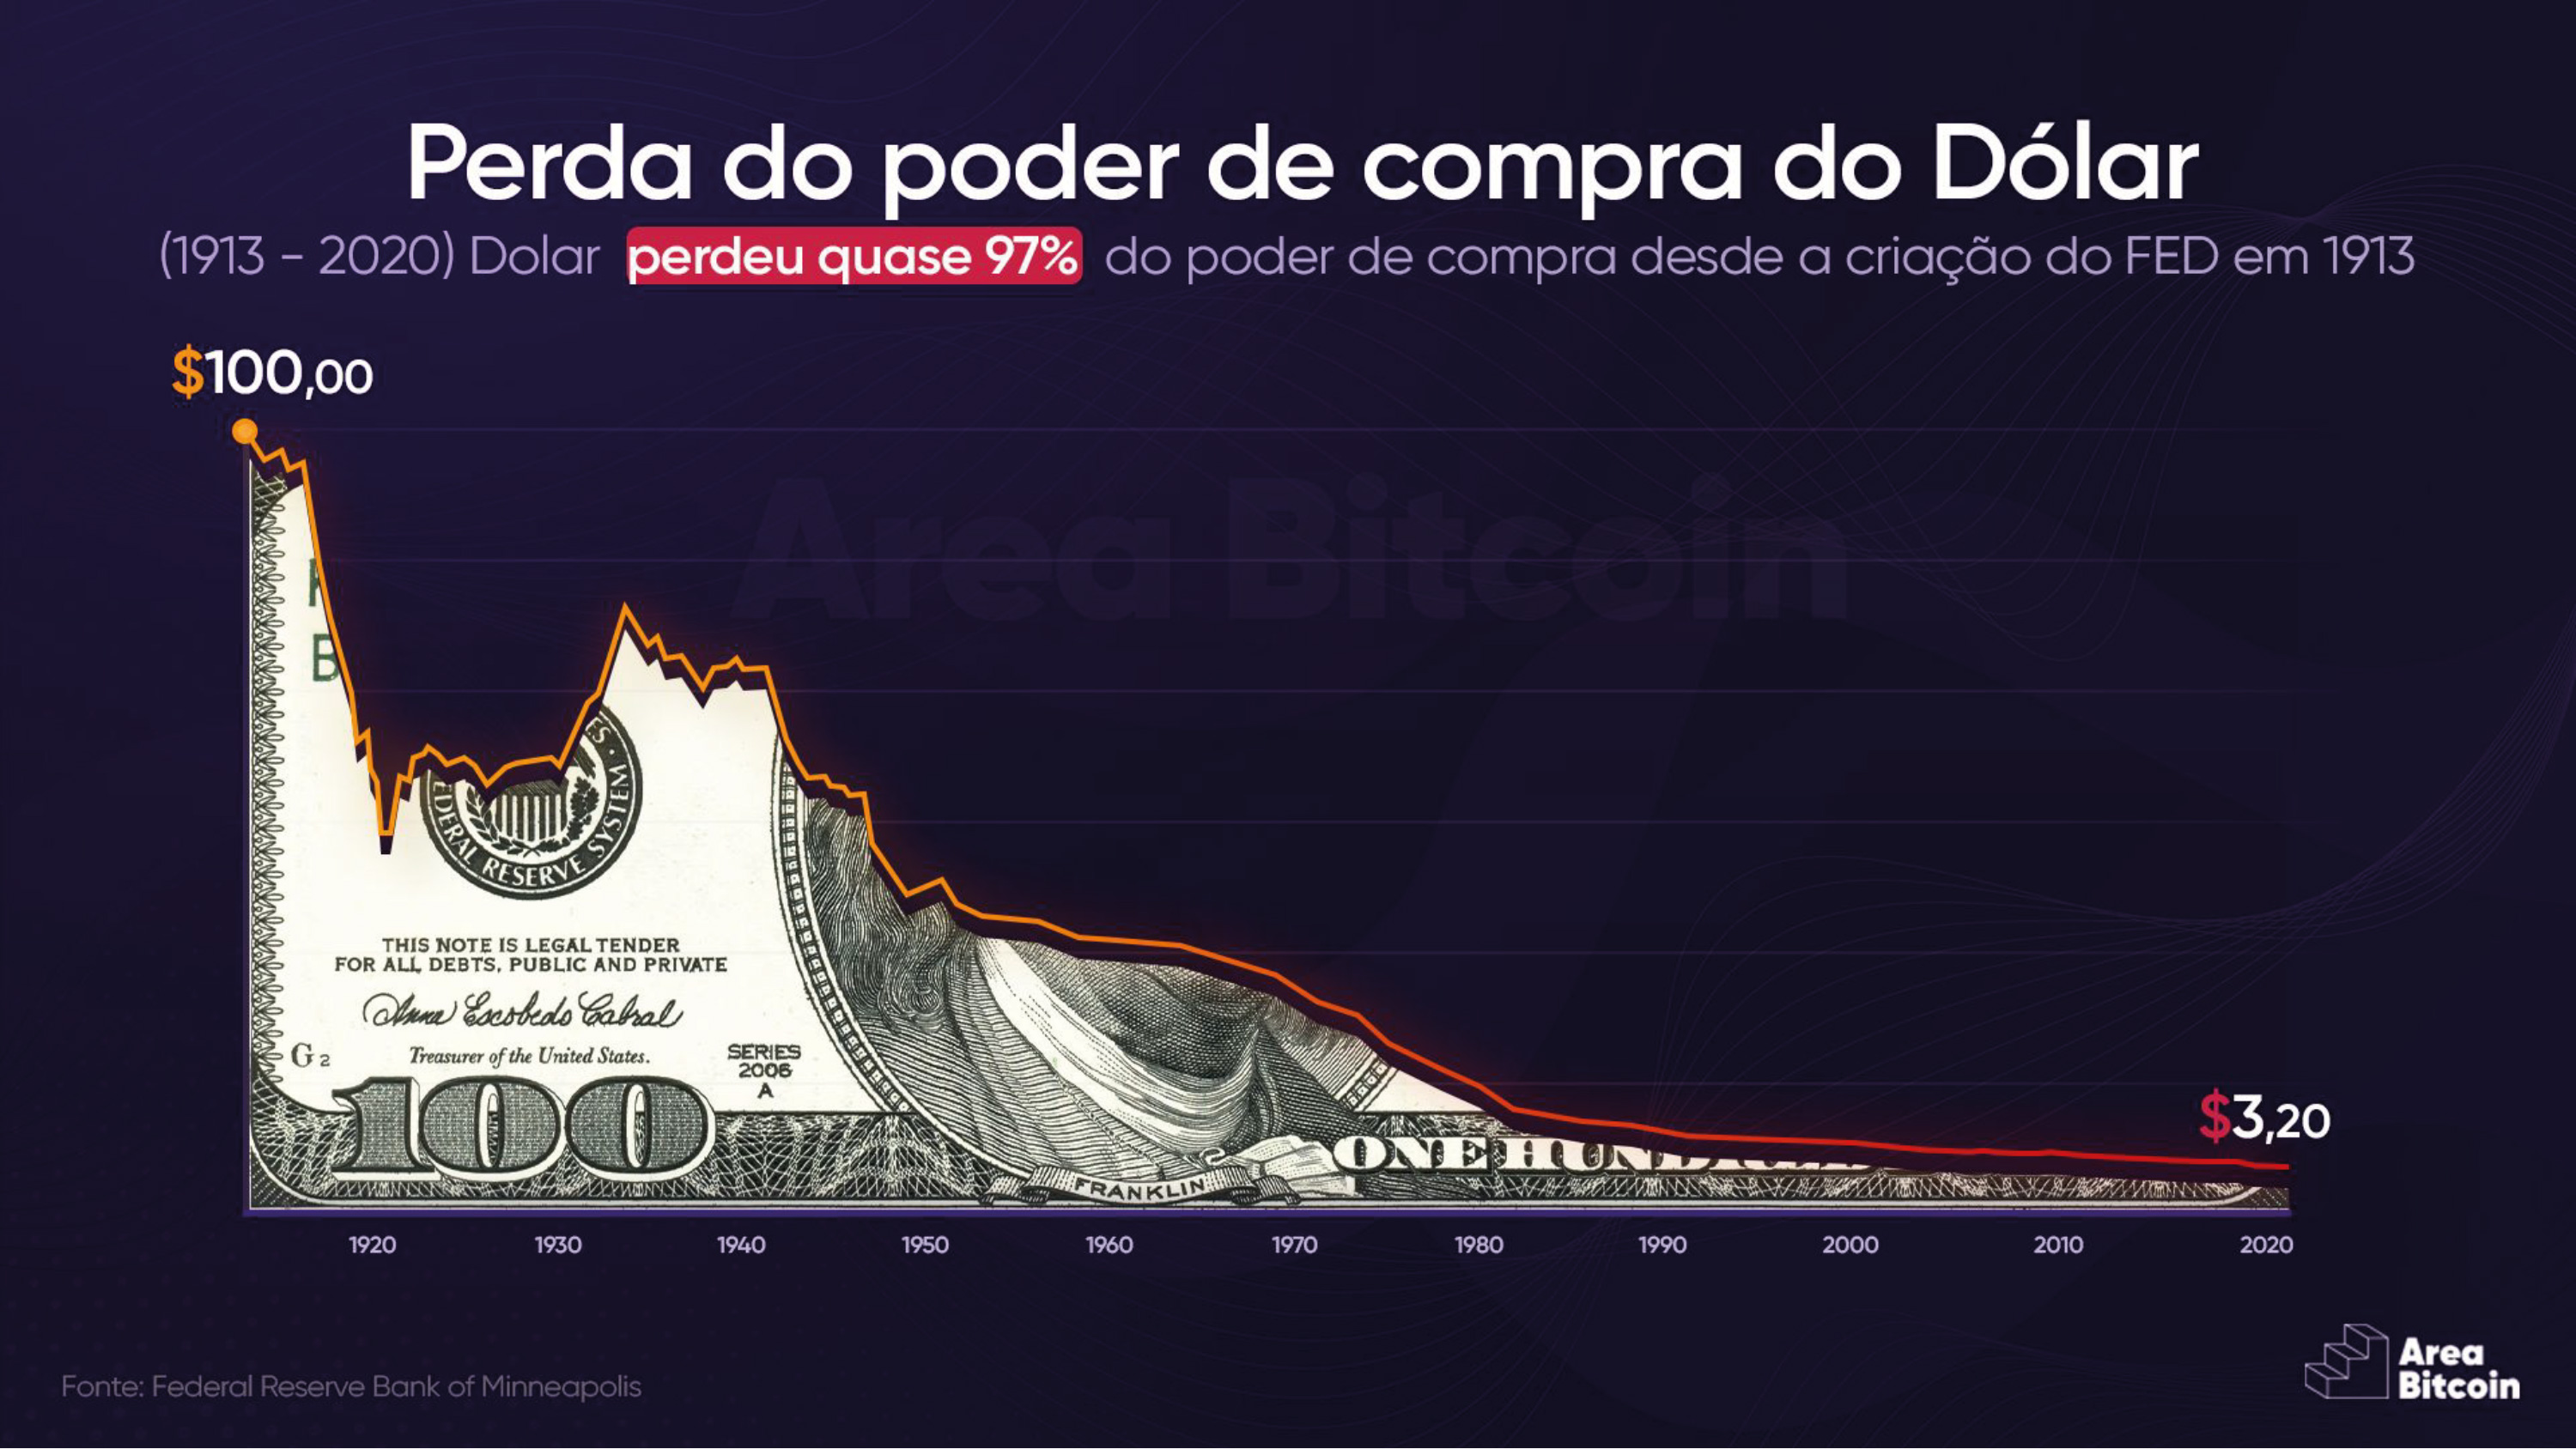 Perda do poder de compra do Dólar
(1913 - 2020) Dolar perdeu quase 97% do poder de compra desde a criação do FED em 1913
$100,00
Area Bitcoin
B
ES.
EDERAL RESERVE SYSTEM
THIS NOTE IS LEGAL TENDER
FOR ALL DEBTS, PUBLIC AND PRIVATE
Anna Escobedo Cabral
G 2
Treasurer of the United States.
SERIES
2006
A
100
FRANKLIN
ONE HUND
$3,20
1920 1930 1940 1950 1960 1970 1980 1990 2000 2010 2020
Fonte: Federal Reserve Bank of Minneapolis
Area
Bitcoin